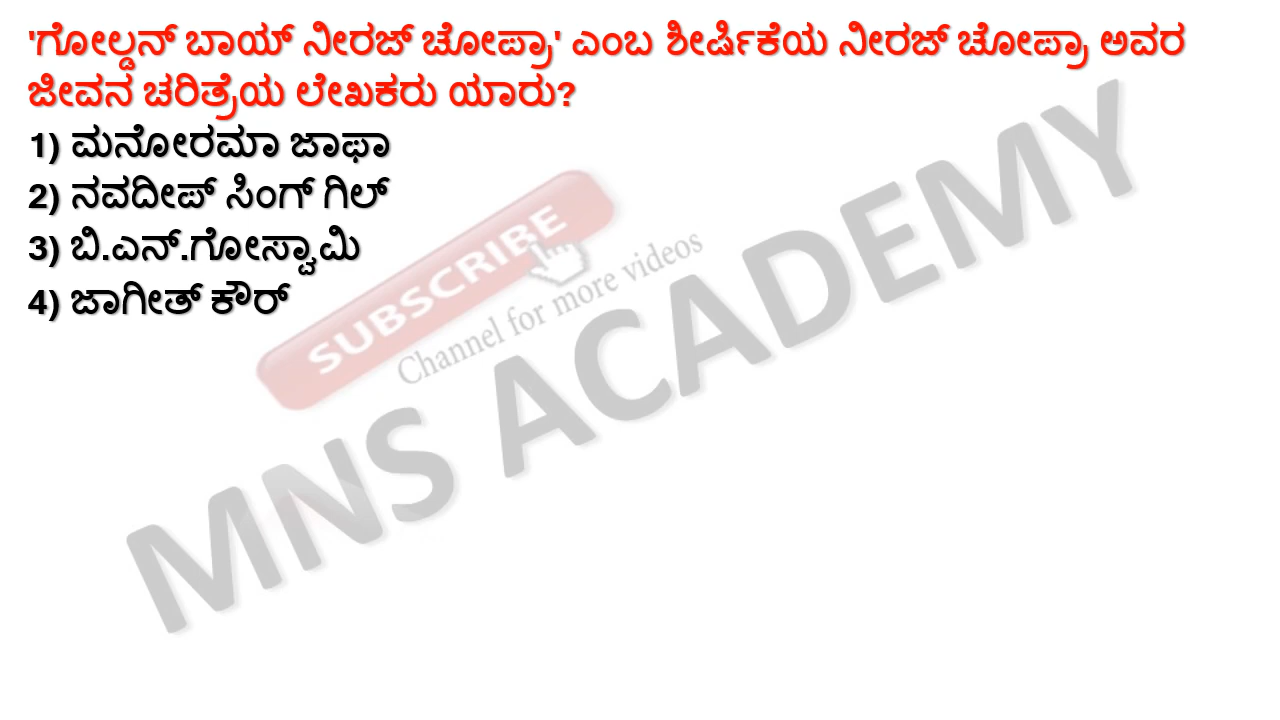 'ಗೋಲ್ಡನ್ ಬಾಯ್ ನೀರಜ್ ಚೋಪ್ರಾ' ಎಂಬ ಶೀರ್ಷಿಕೆಯ ನೀರಜ್ ಚೋಪ್ರಾ ಅವರ
ಜೀವನ ಚರಿತ್ರೆಯ ಲೇಖಕರು ಯಾರು?
1) ಮನೋರಮಾ ಜಾಫಾ
2) ನವದೀಪ್ ಸಿಂಗ್ ಗಿಲ್
3) ಬಿ.ಎನ್.ಗೋಸ್ವಾಮಿ
4) ಜಾಗೀತ್ ಕೌರ್
SUBSCRIBE
Channel for more videos
MNS ACADEMY